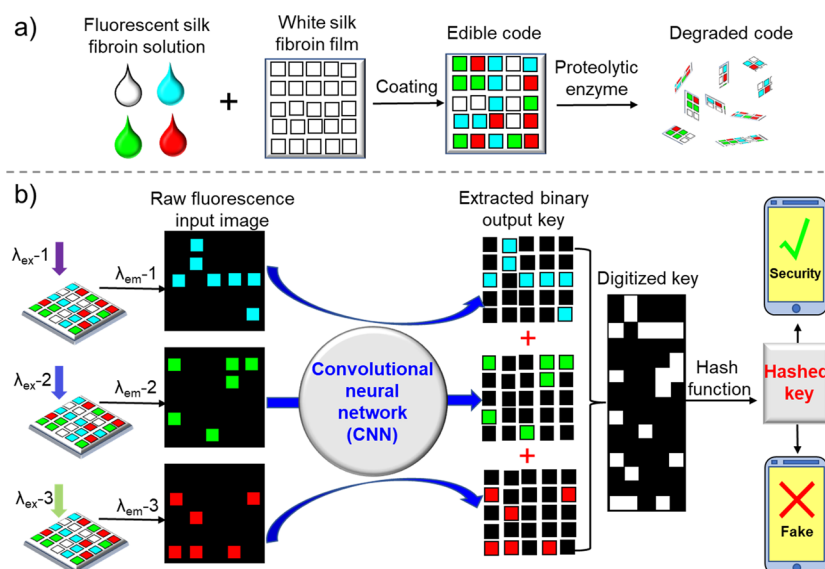 a)
Fluorescent silk
fibroin solution
+
White silk
fibroin film
Coating
Edible code
Proteolytic
enzyme
Degraded code
b)
Raw fluorescence
input image
Extracted binary
output key
λex-1
λem-1
λex-2
λem-2
λex-3
λem-3
Convolutional
neural
network
(CNN)
+
+
Digitized key
Hash
function
Hashed
key
Security
Fake